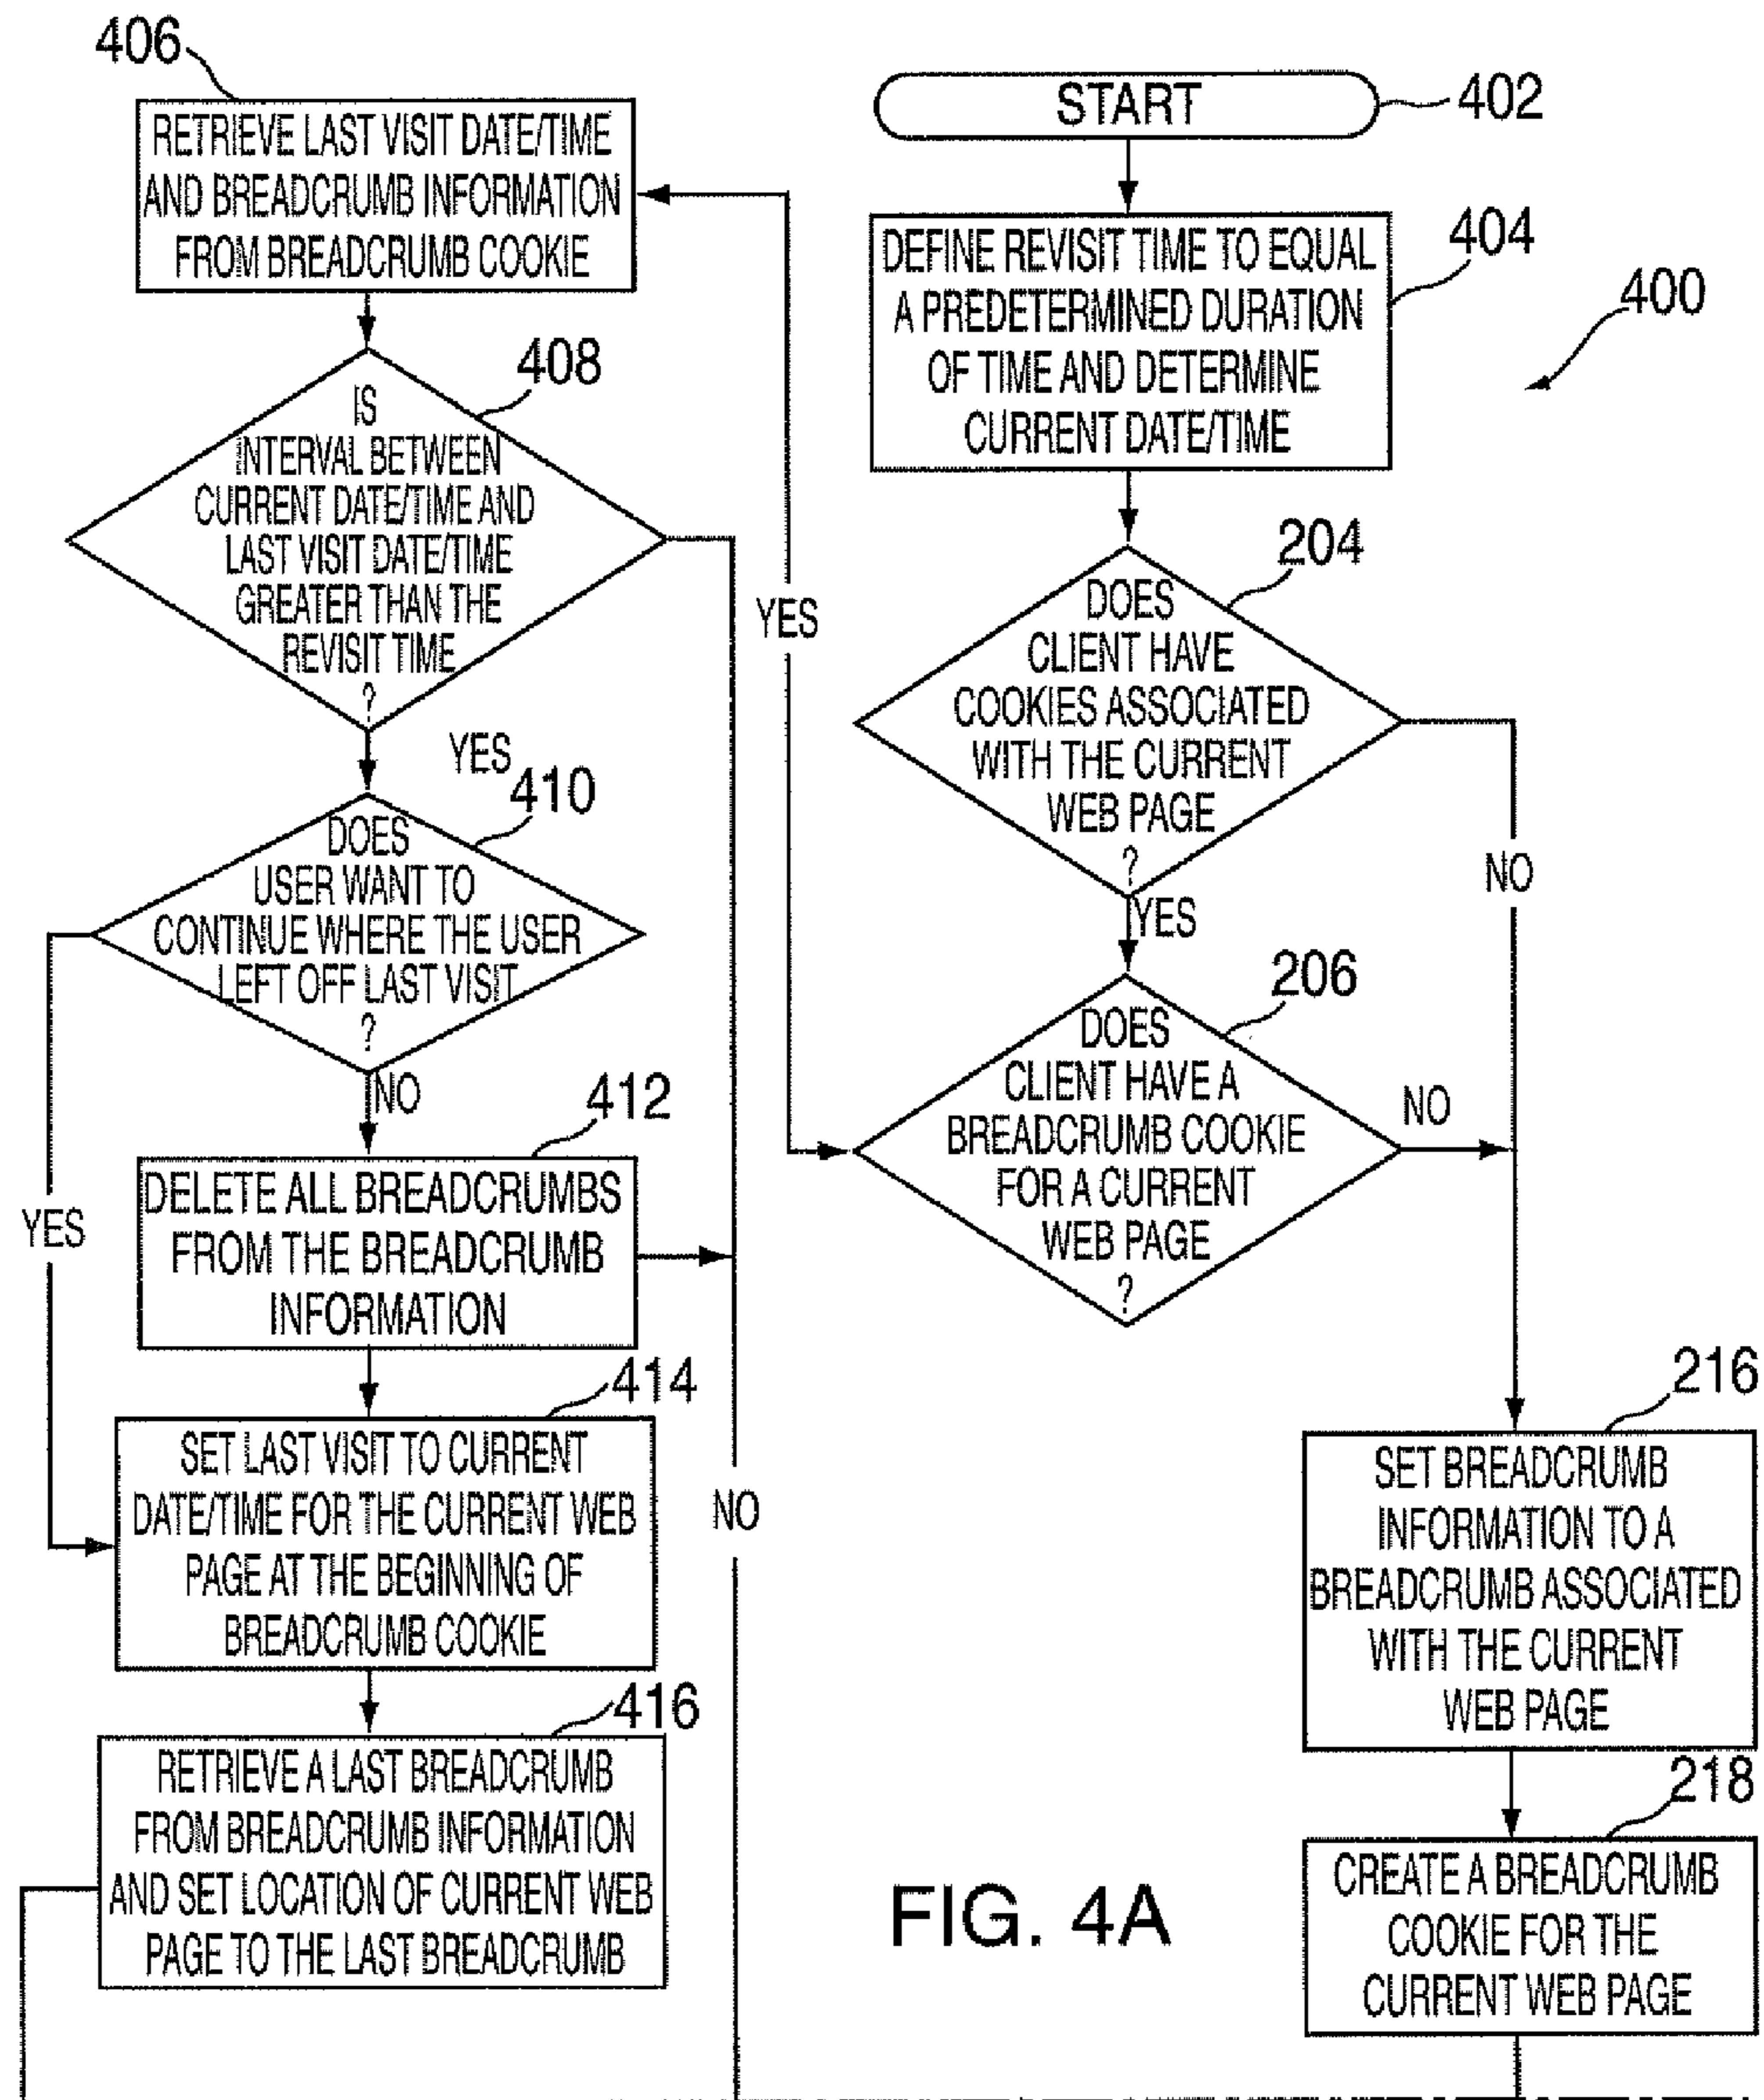 406
RETRIEVE LAST VISIT DATE/TIME
AND BREADCRUMB INFORMATION
FROM BREADCRUMB COOKIE
408
IS
INTERVAL BETWEEN
CURRENT DATE/TIME AND
LAST VISIT DATE/TIME
GREATER THAN THE
REVISIT TIME
?
YES
410
DOES
USER WANT TO
CONTINUE WHERE THE USER
LEFT OFF LAST VISIT
?
YES
NO
412
DELETE ALL BREADCRUMBS
FROM THE BREADCRUMB
INFORMATION
414
SET LAST VISIT TO CURRENT
DATE/TIME FOR THE CURRENT WEB
PAGE AT THE BEGINNING OF
BREADCRUMB COOKIE
NO
416
RETRIEVE A LAST BREADCRUMB
FROM BREADCRUMB INFORMATION
AND SET LOCATION OF CURRENT WEB
PAGE TO THE LAST BREADCRUMB
START
402
DEFINE REVISIT TIME TO EQUAL
A PREDETERMINED DURATION
OF TIME AND DETERMINE
CURRENT DATE/TIME
404
400
204
DOES
CLIENT HAVE
COOKIES ASSOCIATED
WITH THE CURRENT
WEB PAGE
?
YES
NO
YES
206
DOES
CLIENT HAVE A
BREADCRUMB COOKIE
FOR A CURRENT
WEB PAGE
?
NO
216
SET BREADCRUMB
INFORMATION TO A
BREADCRUMB ASSOCIATED
WITH THE CURRENT
WEB PAGE
218
CREATE A BREADCRUMB
COOKIE FOR THE
CURRENT WEB PAGE
FIG. 4A